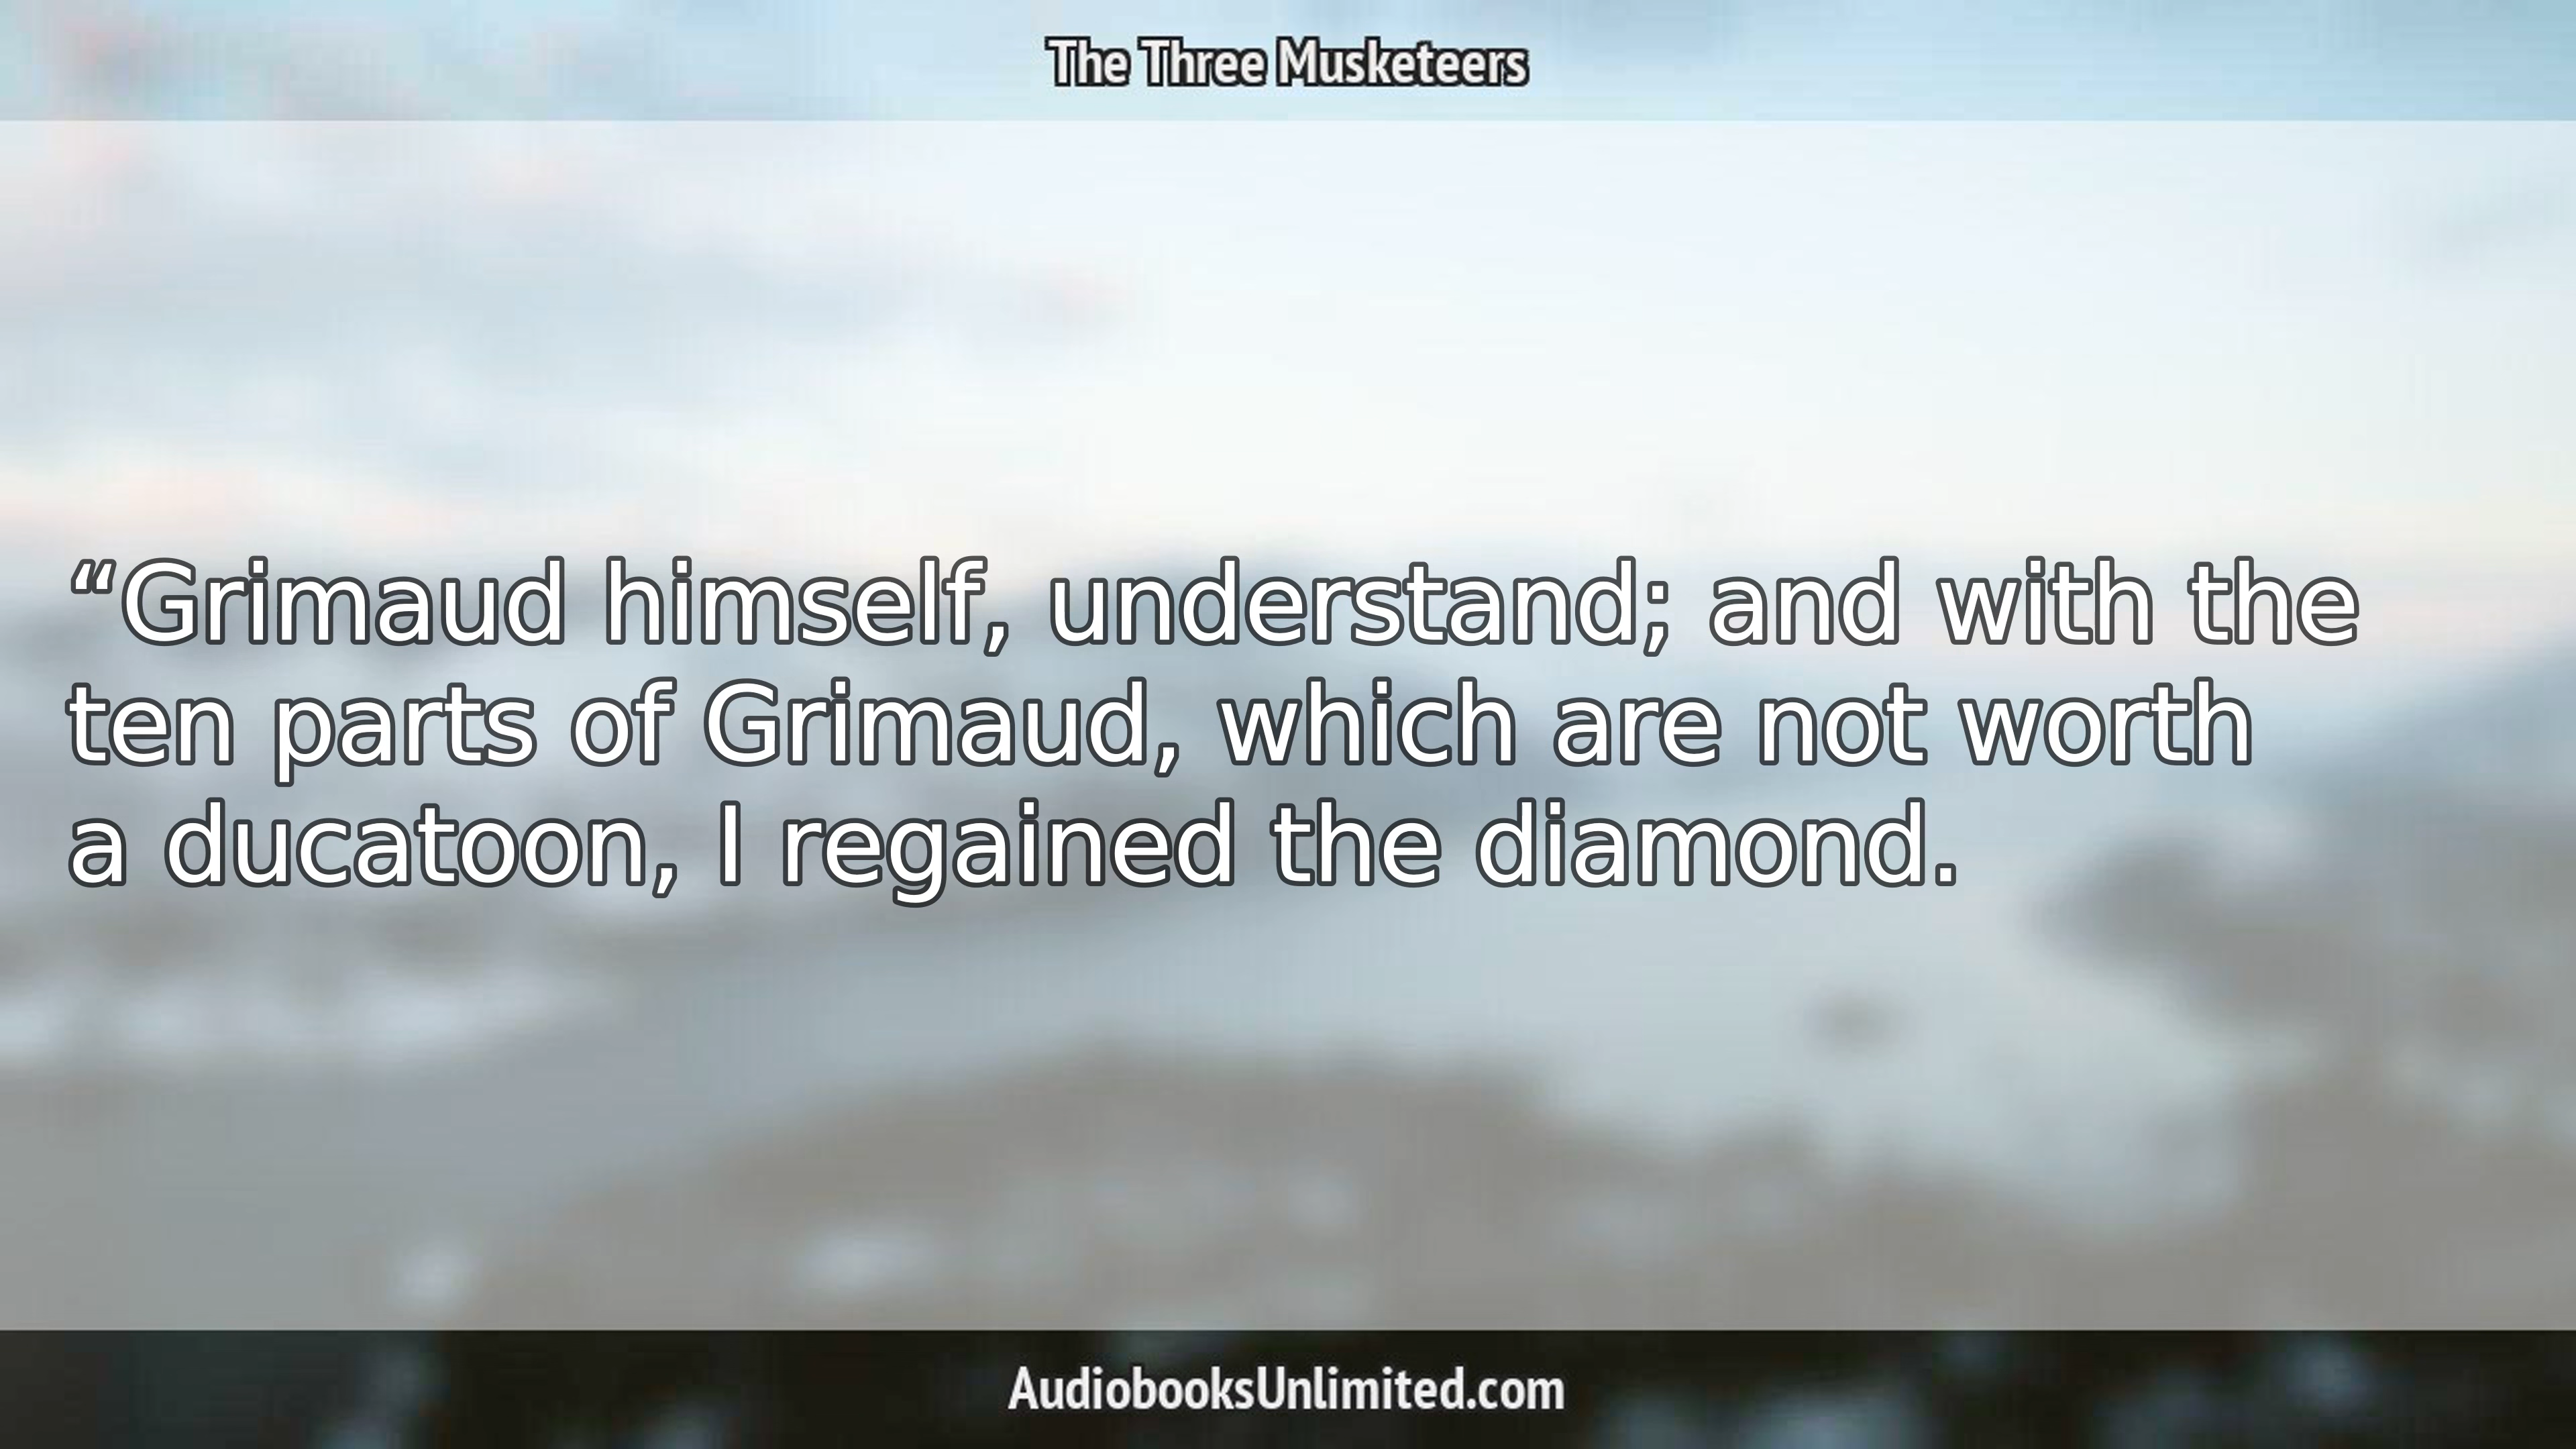 The Three Musketeers
“Grimaud himself, understand; and with the
ten parts of Grimaud, which are not worth
a ducatoon, I regained the diamond.
AudiobooksUnlimited.com